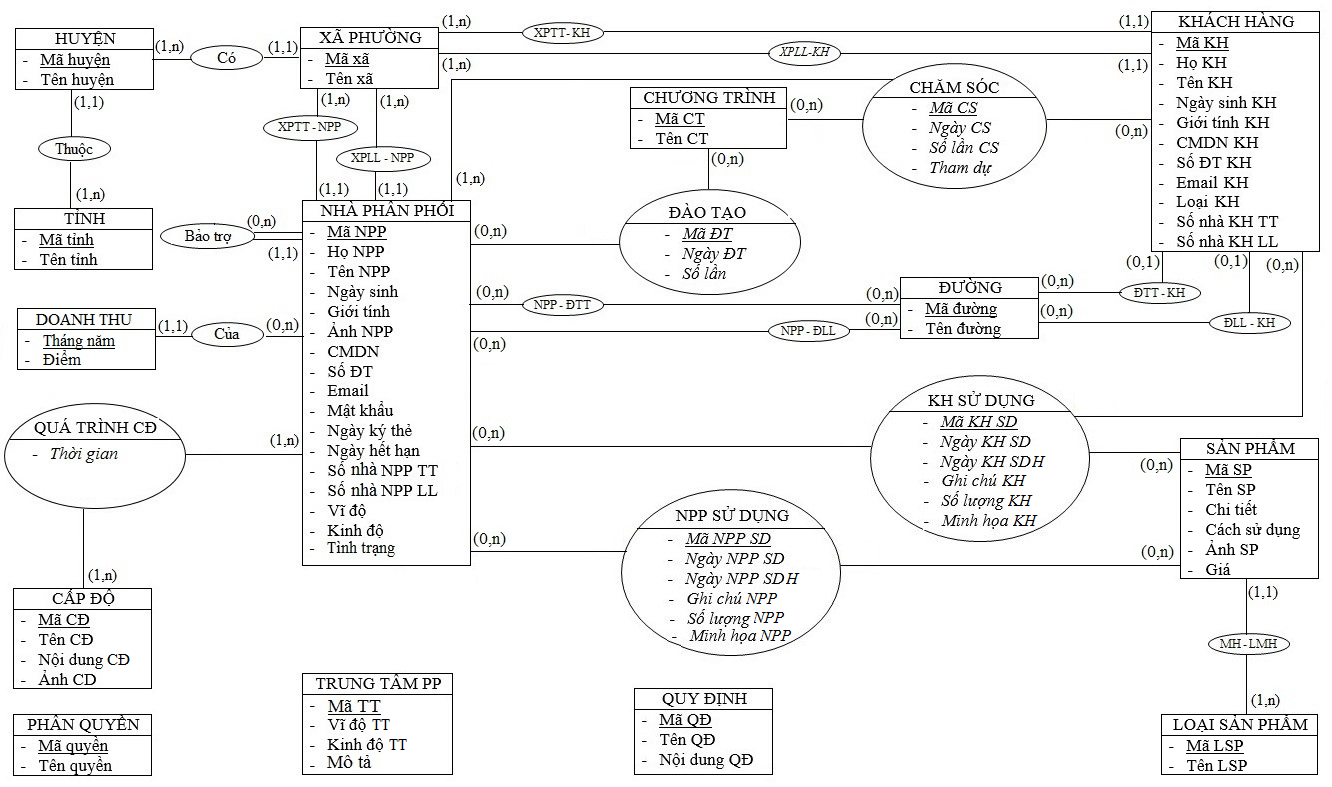 HUYỆN
- Mã huyện
- Tên huyện
(1,n)
Có
(1,1)
XÃ PHƯỜNG
- Mã xã
- Tên xã
(1,n)
XPTT- KH
(1,1)
XPLL-KH
(1,n)
(1,1)
KHÁCH HÀNG
- Mã KH
- Họ KH
- Tên KH
- Ngày sinh KH
- Giới tính KH
- CMDN KH
- Số ĐT KH
- Email KH
- Loại KH
- Số nhà KH TT
- Số nhà KH LL
(1,1)
Thuộc
(1,n)
TỈNH
- Mã tỉnh
- Tên tỉnh
(1,n)
XPTT - NPP
(1,1)
(1,n)
XPLL - NPP
(1,1)
CHƯƠNG TRÌNH
- Mã CT
- Tên CT
(0,n)
CHĂM SÓC
- Mã CS
- Ngày CS
- Số lần CS
- Tham dự
(0,n)
(1,n)
(0,n)
ĐÀO TẠO
- Mã ĐT
- Ngày ĐT
- Số lần
(0,n)
Bảo trợ
(0,n)
(1,1)
NHÀ PHÂN PHỐI
- Mã NPP
- Họ NPP
- Tên NPP
- Ngày sinh
- Giới tính
- Ảnh NPP
- CMDN
- Số ĐT
- Email
- Mật khẩu
- Ngày ký thẻ
- Ngày hết hạn
- Số nhà NPP TT
- Số nhà NPP LL
- Vĩ độ
- Kinh độ
- Tình trạng
(0,n)
NPP - ĐTT
(0,n)
(0,n)
NPP - ĐLL
(0,n)
ĐƯỜNG
- Mã đường
- Tên đường
(0,n)
ĐTT - KH
(0,1)
(0,n)
ĐLL - KH
(0,1)
(0,n)
DOANH THU
- Tháng năm
- Điểm
(1,1)
Của
(0,n)
QUÁ TRÌNH CĐ
- Thời gian
(1,n)
(1,n)
CẤP ĐỘ
- Mã CĐ
- Tên CĐ
- Nội dung CĐ
- Ảnh CD
(0,n)
KH SỬ DỤNG
- Mã KH SD
- Ngày KH SD
- Ngày KH SDH
- Ghi chú KH
- Số lượng KH
- Minh họa KH
(0,n)
(0,n)
NPP SỬ DỤNG
- Mã NPP SD
- Ngày NPP SD
- Ngày NPP SDH
- Ghi chú NPP
- Số lượng NPP
- Minh họa NPP
(0,n)
SẢN PHẨM
- Mã SP
- Tên SP
- Chi tiết
- Cách sử dụng
- Ảnh SP
- Giá
(1,1)
MH - LMH
(1,n)
LOẠI SẢN PHẨM
- Mã LSP
- Tên LSP
PHÂN QUYỀN
- Mã quyền
- Tên quyền
TRUNG TÂM PP
- Mã TT
- Vĩ độ TT
- Kinh độ TT
- Mô tả
QUY ĐỊNH
- Mã QĐ
- Tên QĐ
- Nội dung QĐ